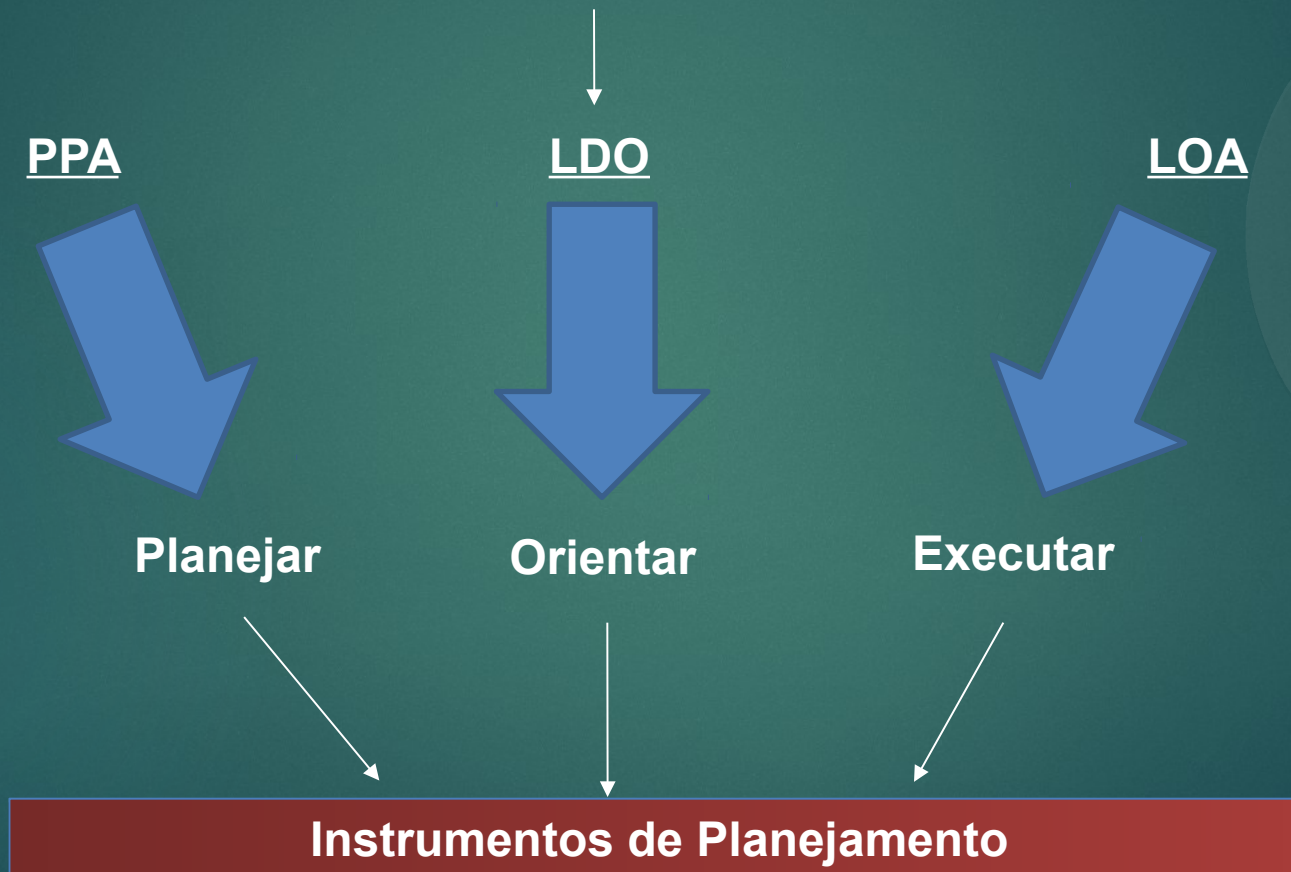 PPA
LDO
LOA
Planejar
Orientar
Executar
Instrumentos de Planejamento